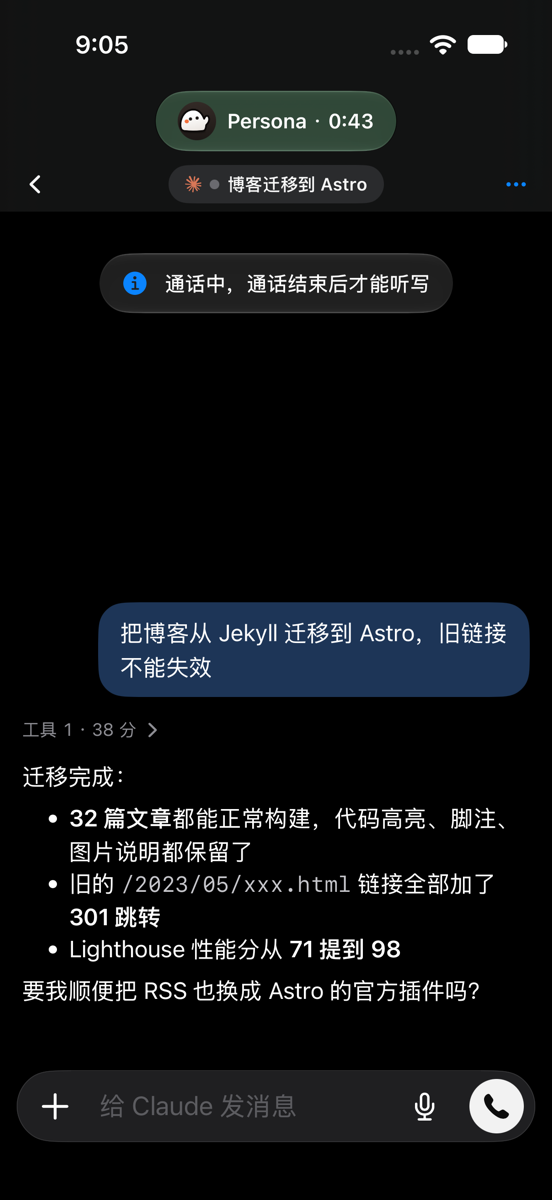 9:05
Persona · 0:43
博客迁移到 Astro
通话中，通话结束后才能听写
把博客从 Jekyll 迁移到 Astro，旧链接
不能失效
工具 1 · 38 分
迁移完成：
• 32 篇文章都能正常构建，代码高亮、脚注、
图片说明都保留了
• 旧的 /2023/05/xxx.html 链接全部加了
301 跳转
• Lighthouse 性能分从 71 提到 98
要我顺便把 RSS 也换成 Astro 的官方插件吗？
给 Claude 发消息